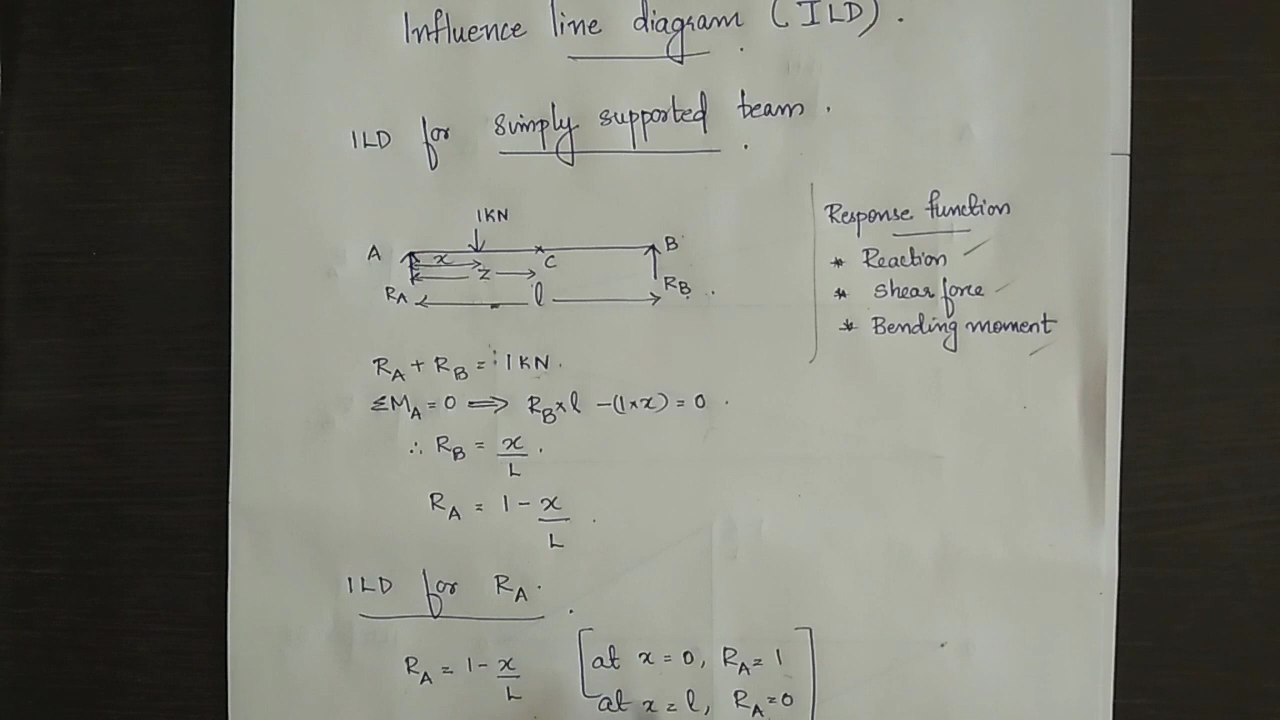 Influence line diagram (ILD).
ILD for simply supported beam.
1KN
A x C B
z
RA l RB.
Response function
* Reaction
* Shear force
* Bending moment
RA + RB = 1KN.
ΣMA = 0 ⟹ RB×l - (1×x) = 0.
∴ RB = x/L.
RA = 1 - x/L.
ILD for RA.
RA = 1 - x/L [at x = 0, RA = 1
at x = l, RA = 0]